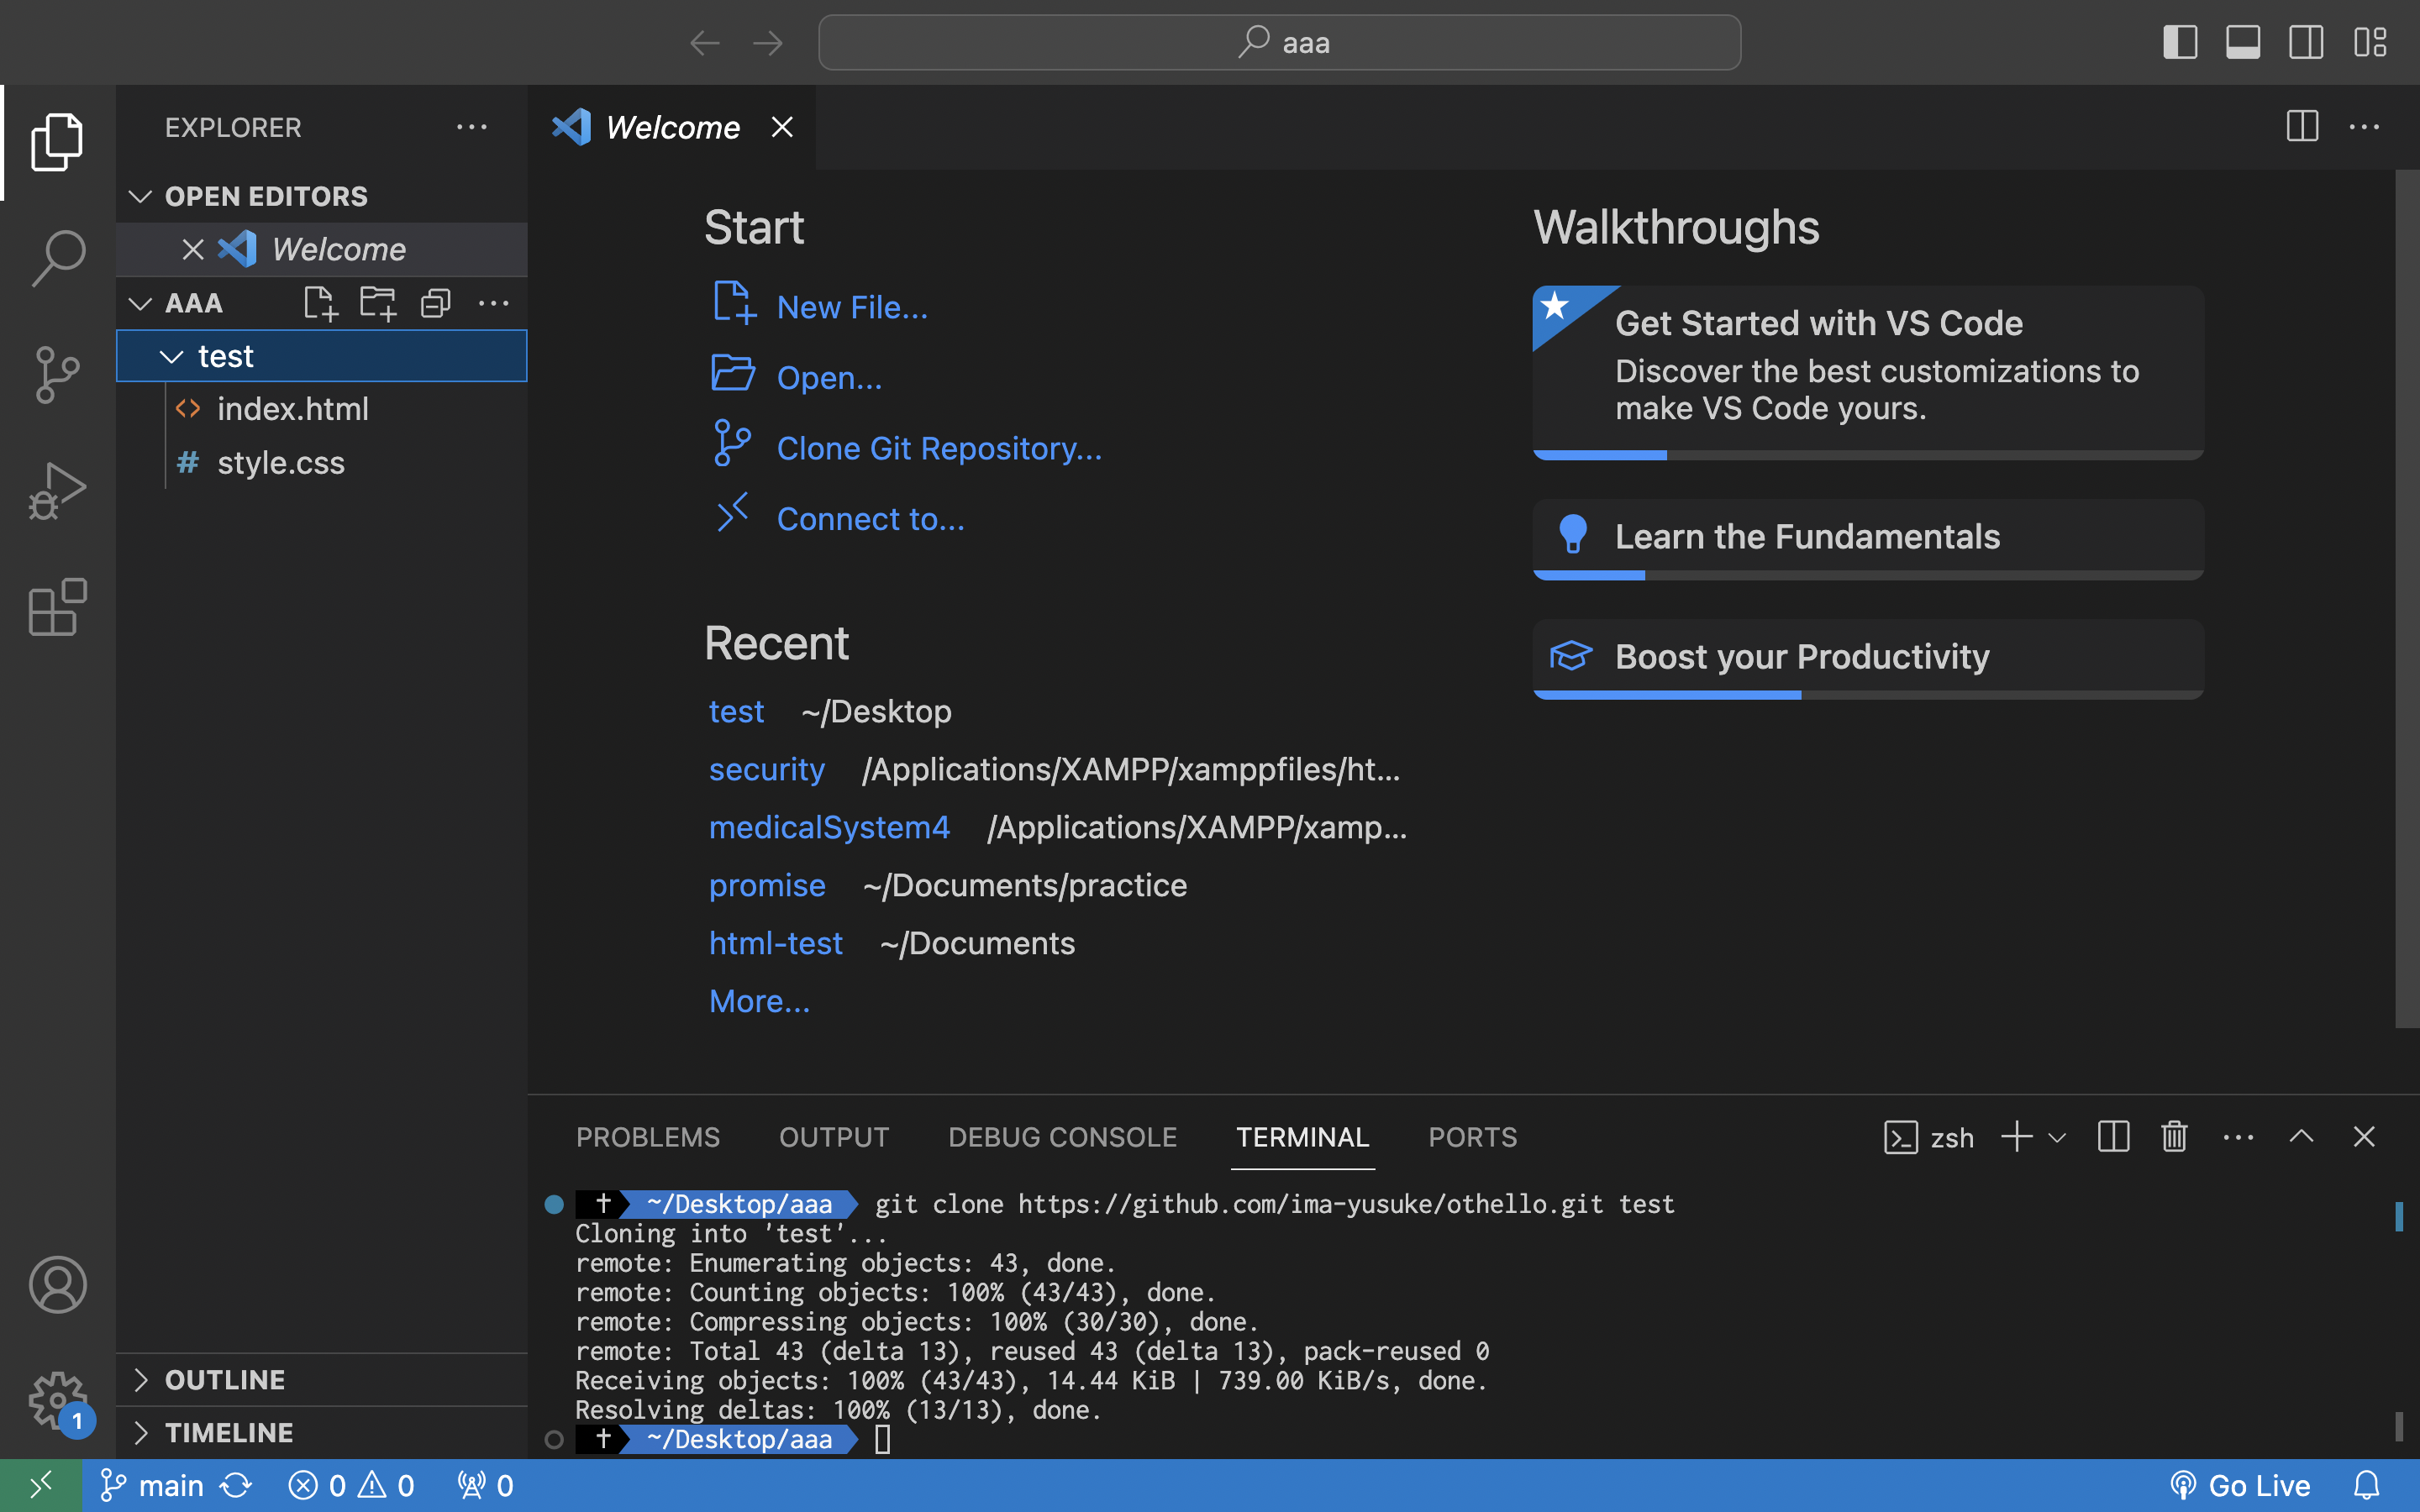 aaa
EXPLORER
OPEN EDITORS
Welcome
AAA
test
index.html
style.css
OUTLINE
TIMELINE
Welcome
Start
New File...
Open...
Clone Git Repository...
Connect to...
Recent
test ~/Desktop
security /Applications/XAMPP/xamppfiles/ht...
medicalSystem4 /Applications/XAMPP/xamp...
promise ~/Documents/practice
html-test ~/Documents
More...
Walkthroughs
Get Started with VS Code
Discover the best customizations to
make VS Code yours.
Learn the Fundamentals
Boost your Productivity
PROBLEMS OUTPUT DEBUG CONSOLE TERMINAL PORTS
zsh
† ~/Desktop/aaa git clone https://github.com/ima-yusuke/othello.git test
Cloning into 'test'...
remote: Enumerating objects: 43, done.
remote: Counting objects: 100% (43/43), done.
remote: Compressing objects: 100% (30/30), done.
remote: Total 43 (delta 13), reused 43 (delta 13), pack-reused 0
Receiving objects: 100% (43/43), 14.44 KiB | 739.00 KiB/s, done.
Resolving deltas: 100% (13/13), done.
† ~/Desktop/aaa
1
main 0 0 0 Go Live